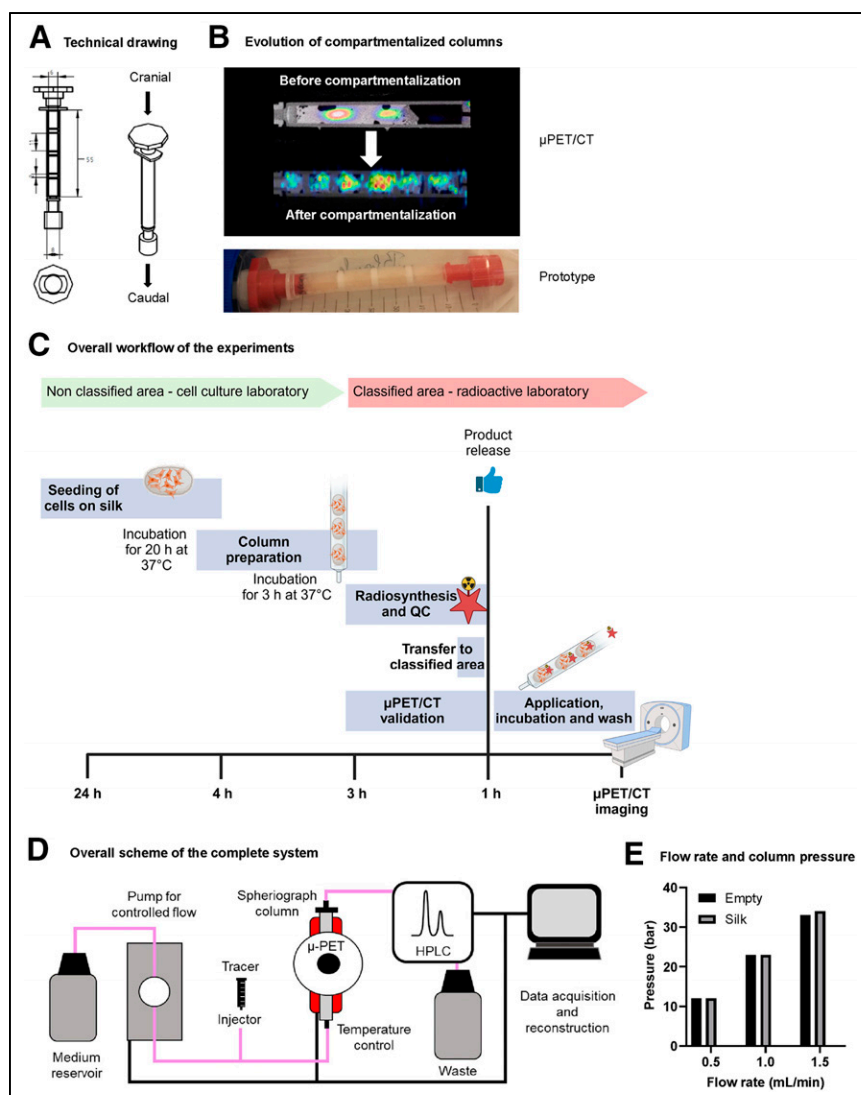 A Technical drawing
Cranial
Caudal
55
B Evolution of compartmentalized columns
Before compartmentalization
After compartmentalization
µPET/CT
Prototype
C Overall workflow of the experiments
Non classified area - cell culture laboratory
Classified area - radioactive laboratory
Product
release
Seeding of
cells on silk
Incubation
for 20 h at
37°C
Column
preparation
Incubation
for 3 h at 37°C
Radiosynthesis
and QC
Transfer to
classified area
µPET/CT
validation
Application,
incubation and wash
24 h
4 h
3 h
1 h
µPET/CT
imaging
D Overall scheme of the complete system
Pump for
controlled flow
Spheriograph
column
µ-PET
HPLC
Tracer
Injector
Temperature
control
Medium
reservoir
Waste
Data acquisition
and
reconstruction
E Flow rate and column pressure
Empty
Silk
Pressure (bar)
40
30
20
10
0
0.5
1.0
1.5
Flow rate (mL/min)